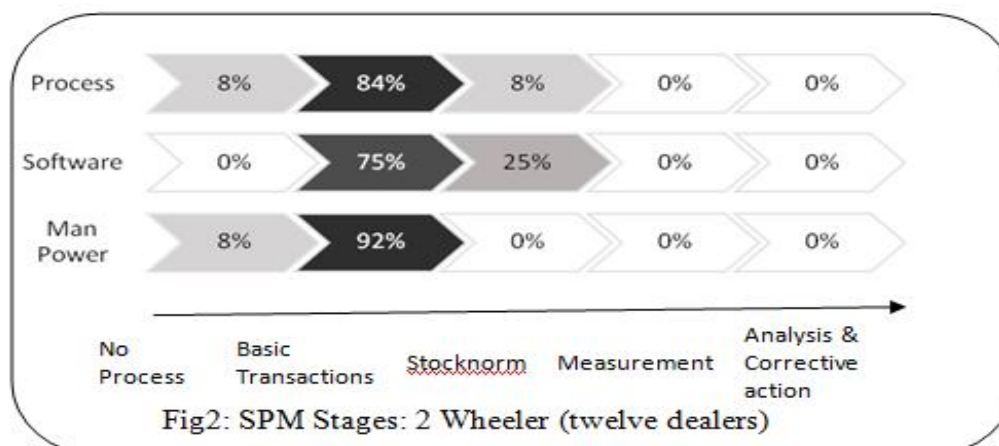 Process 8% 84% 8% 0% 0%
Software 0% 75% 25% 0% 0%
Man
Power 8% 92% 0% 0% 0%
No
Process
Basic
Transactions
Stocknorm
Measurement
Analysis &
Corrective
action
Fig2: SPM Stages: 2 Wheeler (twelve dealers)